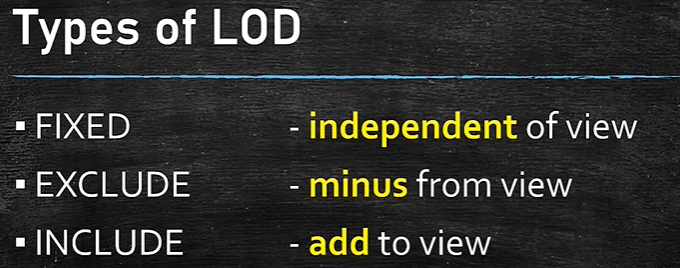 Types of LOD
▪ FIXED - independent of view
▪ EXCLUDE - minus from view
▪ INCLUDE - add to view